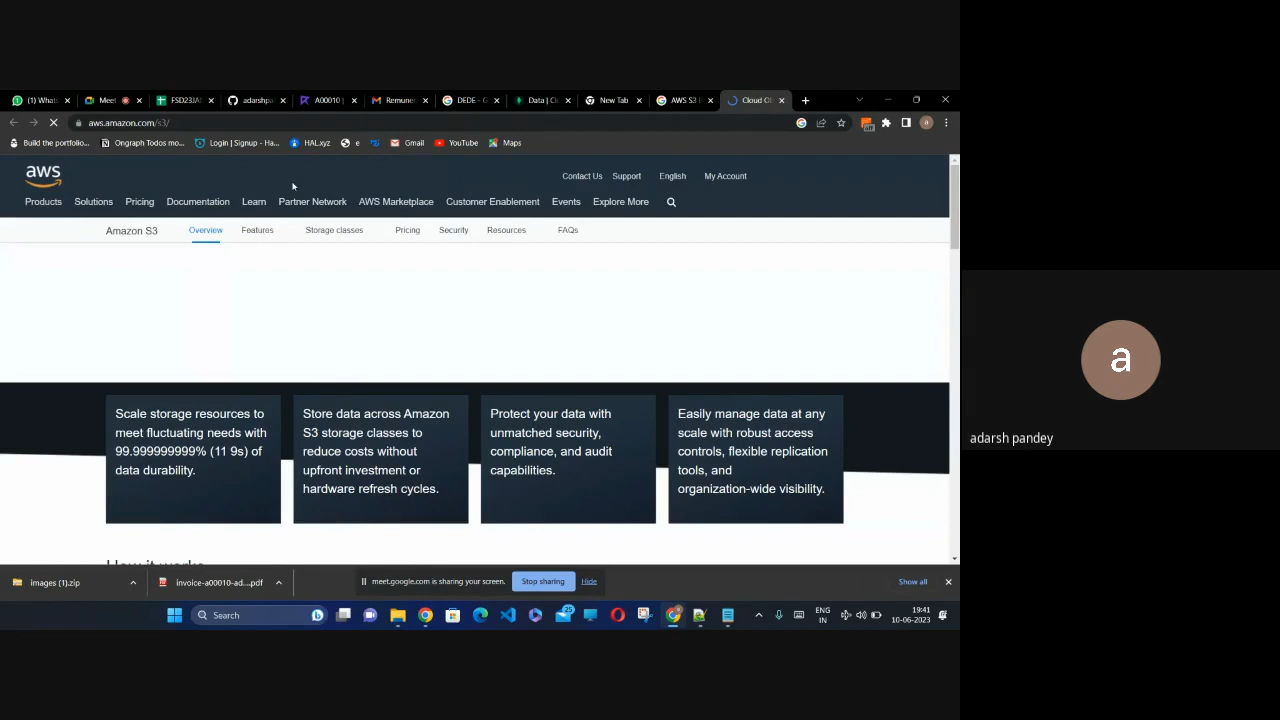 (1) Whats
Meet
FSD23JAN
adarshpa
A00010 |
Remuner
DEDE - G
Data | Cl
New Tab
AWS S3 I
Cloud Ob
aws.amazon.com/s3/
Build the portfolio...
Ongraph Todos mo...
Login | Signup - Ha...
HAL.xyz
e
Gmail
YouTube
Maps
aws
Contact Us
Support
English
My Account
Products
Solutions
Pricing
Documentation
Learn
Partner Network
AWS Marketplace
Customer Enablement
Events
Explore More
Amazon S3
Overview
Features
Storage classes
Pricing
Security
Resources
FAQs
Scale storage resources to
meet fluctuating needs with
99.999999999% (11 9s) of
data durability.
Store data across Amazon
S3 storage classes to
reduce costs without
upfront investment or
hardware refresh cycles.
Protect your data with
unmatched security,
compliance, and audit
capabilities.
Easily manage data at any
scale with robust access
controls, flexible replication
tools, and
organization-wide visibility.
How it works
images (1).zip
invoice-a00010-ad....pdf
meet.google.com is sharing your screen.
Stop sharing
Hide
Show all
Search
25
ENG
IN
19:41
10-06-2023
a
adarsh pandey